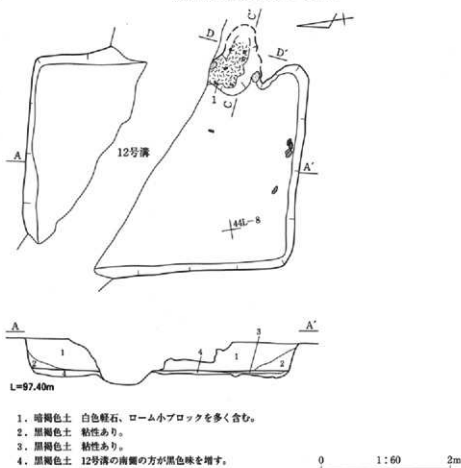 C′
D
D′
1
C
A
12号溝
A′
44L-8
A
A′
3
1
4
1
2
2
4
L=97.40m
1. 暗褐色土 白色軽石、ローム小ブロックを多く含む。
2. 黒褐色土 粘性あり。
3. 黒褐色土 粘性あり。
4. 黒褐色土 12号溝の南側の方が黒色味を増す。
0 1:60 2m